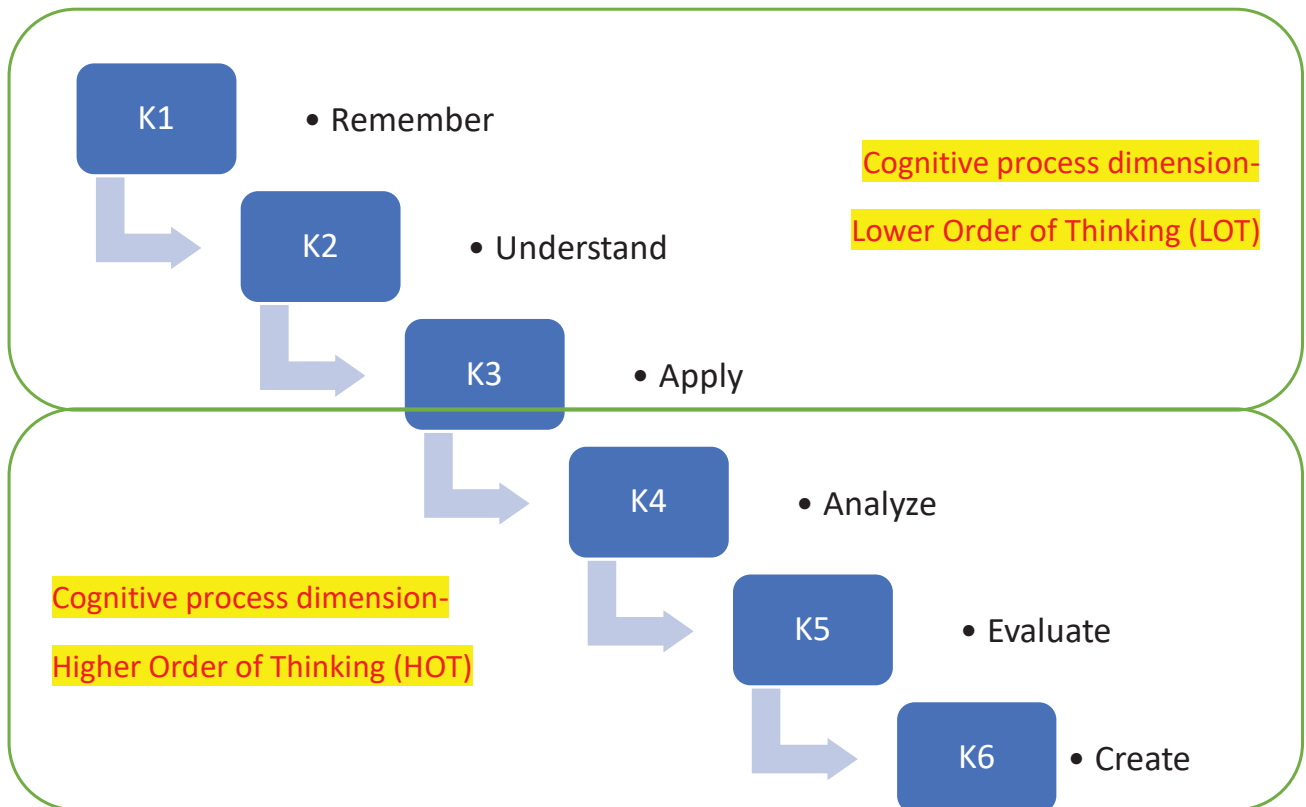 K1
• Remember
Cognitive process dimension-
Lower Order of Thinking (LOT)
K2
• Understand
K3
• Apply
K4
• Analyze
Cognitive process dimension-
Higher Order of Thinking (HOT)
K5
• Evaluate
K6
• Create